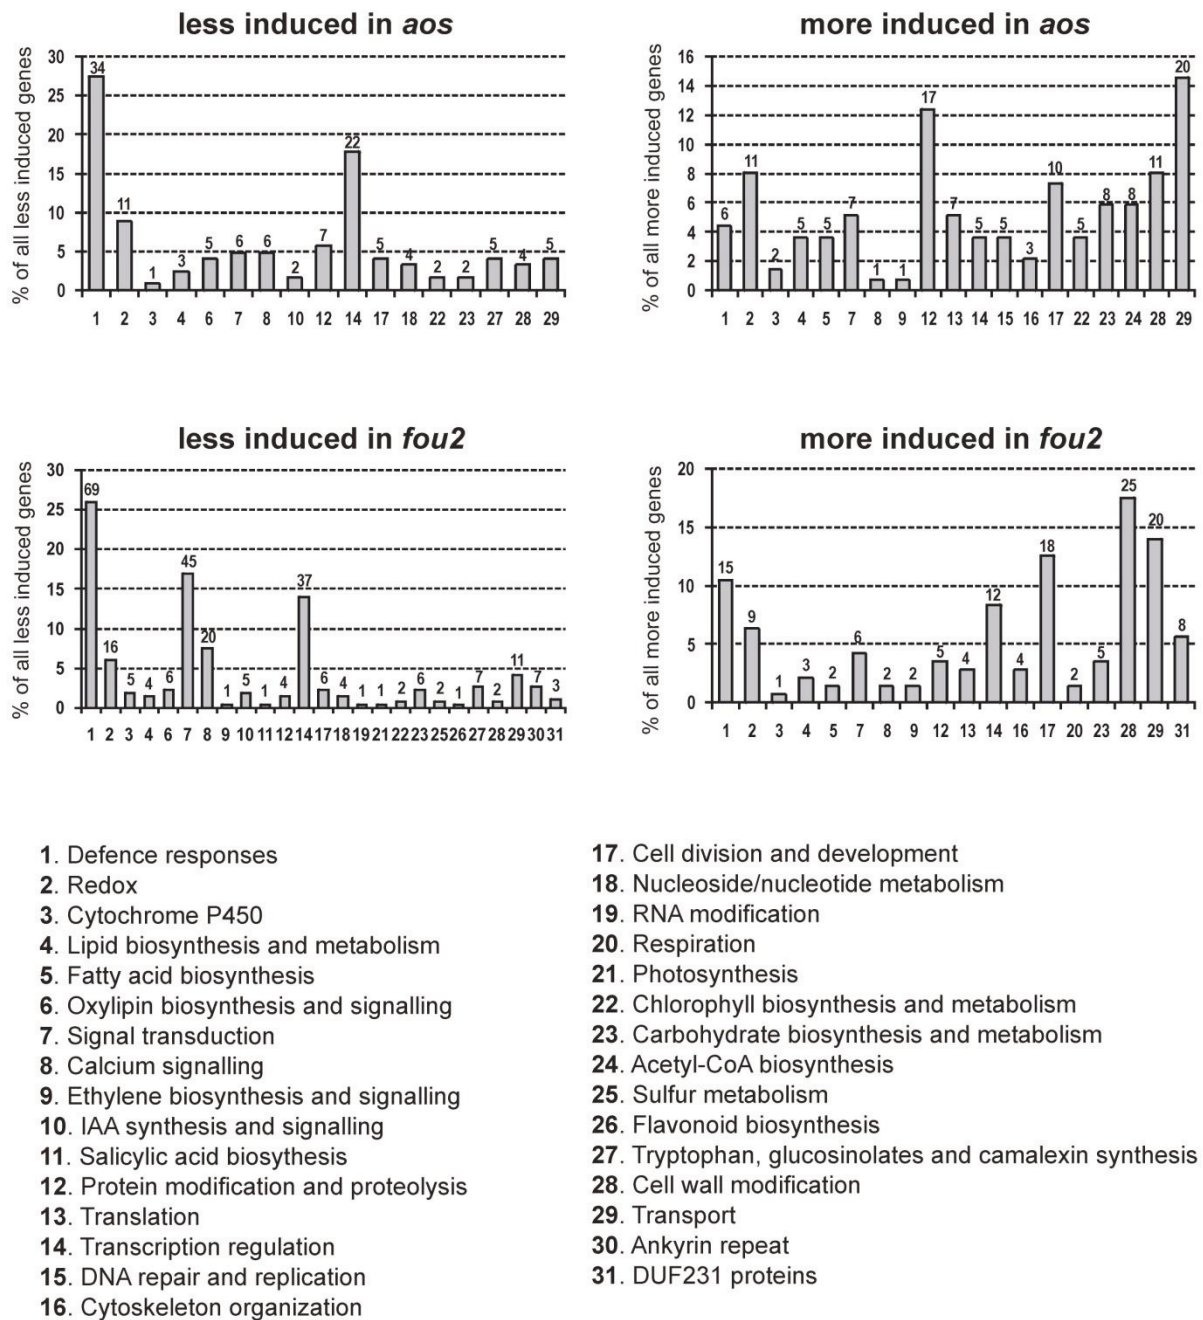 less induced in aos
% of all less induced genes
30
25
20
15
10
5
0
34 11 1 3 5 6 6 2 7 22 5 4 2 2 5 4 5
1 2 3 4 6 7 8 10 12 14 17 18 22 23 27 28 29
more induced in aos
% of all more induced genes
16
14
12
10
8
6
4
2
0
6 11 2 5 5 7 1 1 17 7 5 5 3 10 5 8 8 11 20
1 2 3 4 5 7 8 9 12 13 14 15 16 17 22 23 24 28 29
less induced in fou2
% of all less induced genes
30
25
20
15
10
5
0
69 16 5 4 6 45 20 1 5 1 4 37 6 4 1 1 2 6 2 1 7 2 11 7 3
1 2 3 4 6 7 8 9 10 11 12 14 17 18 19 21 22 23 25 26 27 28 29 30 31
more induced in fou2
% of all more induced genes
20
15
10
5
0
15 9 1 3 2 6 2 2 5 4 12 4 18 2 5 25 20 8
1 2 3 4 5 7 8 9 12 13 14 16 17 20 23 28 29 31
1. Defence responses
2. Redox
3. Cytochrome P450
4. Lipid biosynthesis and metabolism
5. Fatty acid biosynthesis
6. Oxylipin biosynthesis and signalling
7. Signal transduction
8. Calcium signalling
9. Ethylene biosynthesis and signalling
10. IAA synthesis and signalling
11. Salicylic acid biosythesis
12. Protein modification and proteolysis
13. Translation
14. Transcription regulation
15. DNA repair and replication
16. Cytoskeleton organization
17. Cell division and development
18. Nucleoside/nucleotide metabolism
19. RNA modification
20. Respiration
21. Photosynthesis
22. Chlorophyll biosynthesis and metabolism
23. Carbohydrate biosynthesis and metabolism
24. Acetyl-CoA biosynthesis
25. Sulfur metabolism
26. Flavonoid biosynthesis
27. Tryptophan, glucosinolates and camalexin synthesis
28. Cell wall modification
29. Transport
30. Ankyrin repeat
31. DUF231 proteins